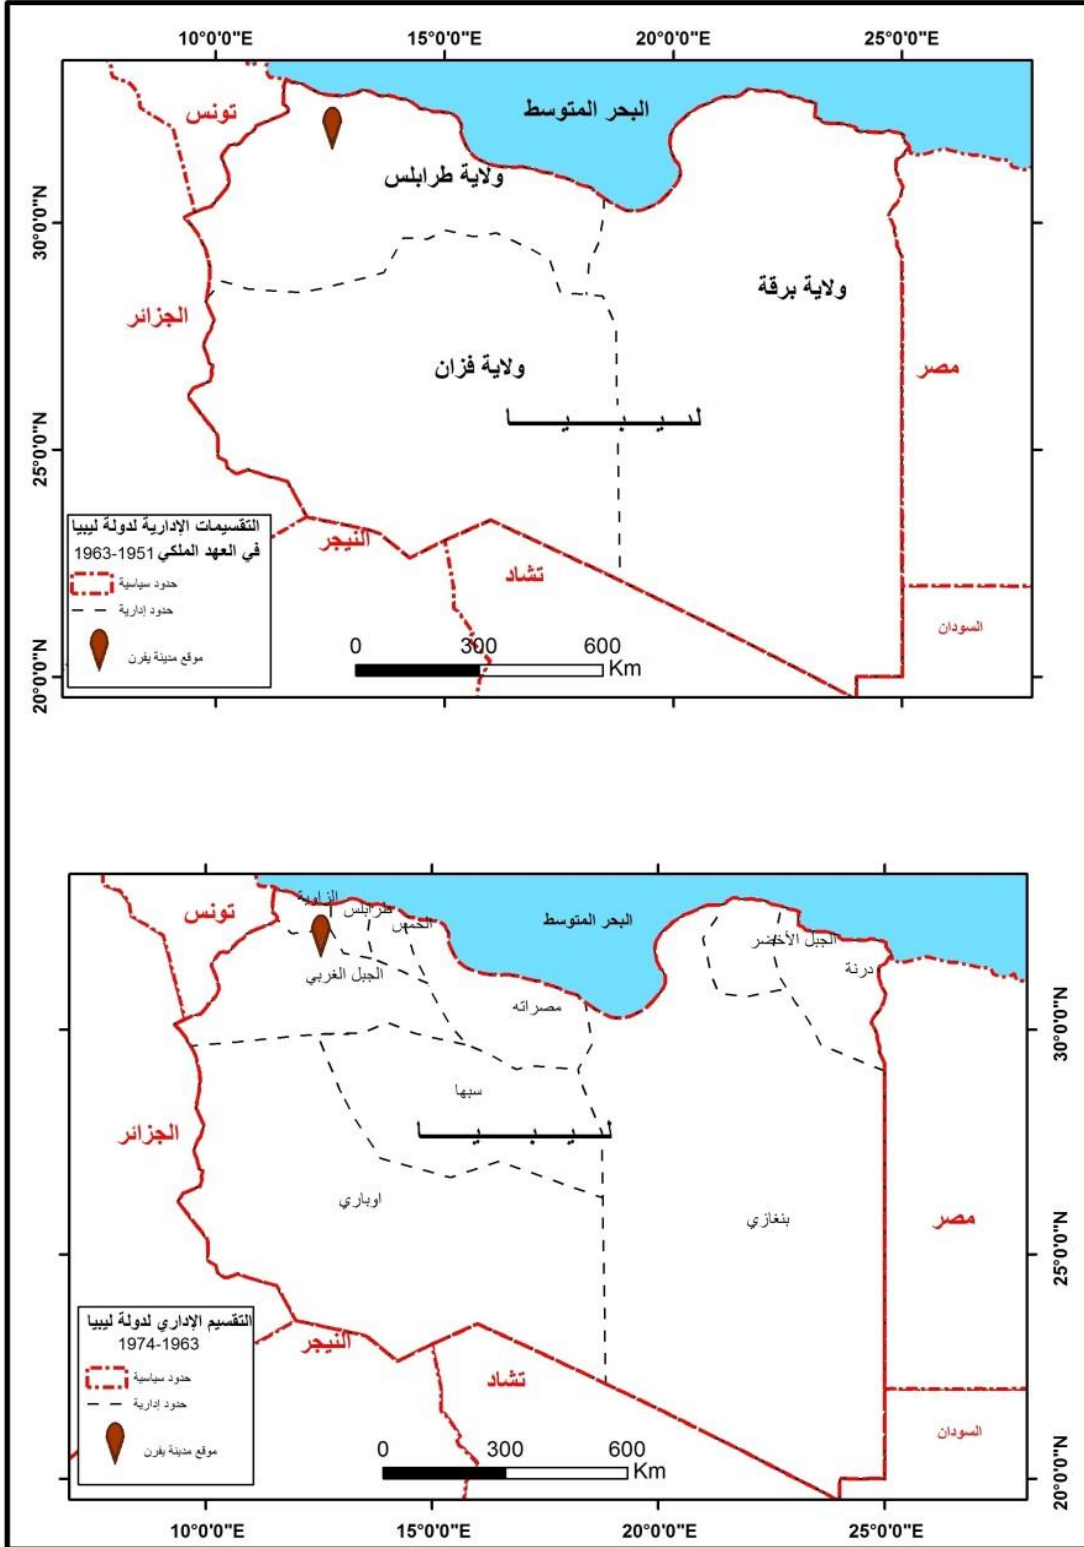 10°0'0"E 15°0'0"E 20°0'0"E 25°0'0"E
البحر المتوسط
تونس
ولاية طرابلس
30°0'0"N
ولاية برقة
الجزائر
ولاية فزان
مصر
ليبيا
25°0'0"N
التقسيمات الإدارية لدولة ليبيا
في العهد الملكي 1951-1963
حدود سياسية
حدود إدارية
موقع مدينة يفرن
النيجر
تشاد
السودان
0 300 600
Km
20°0'0"N
البحر المتوسط
تونس
الزاوية
طرابلس
الخمس
الجبل الأخضر
درنة
الجبل الغربي
مصراته
30°0'0"N
سبها
الجزائر
ليبيا
اوباري
بنغازي
مصر
25°0'0"N
التقسيم الإداري لدولة ليبيا
1963-1974
حدود سياسية
حدود إدارية
موقع مدينة يفرن
النيجر
تشاد
السودان
0 300 600
Km
20°0'0"N
10°0'0"E 15°0'0"E 20°0'0"E 25°0'0"E